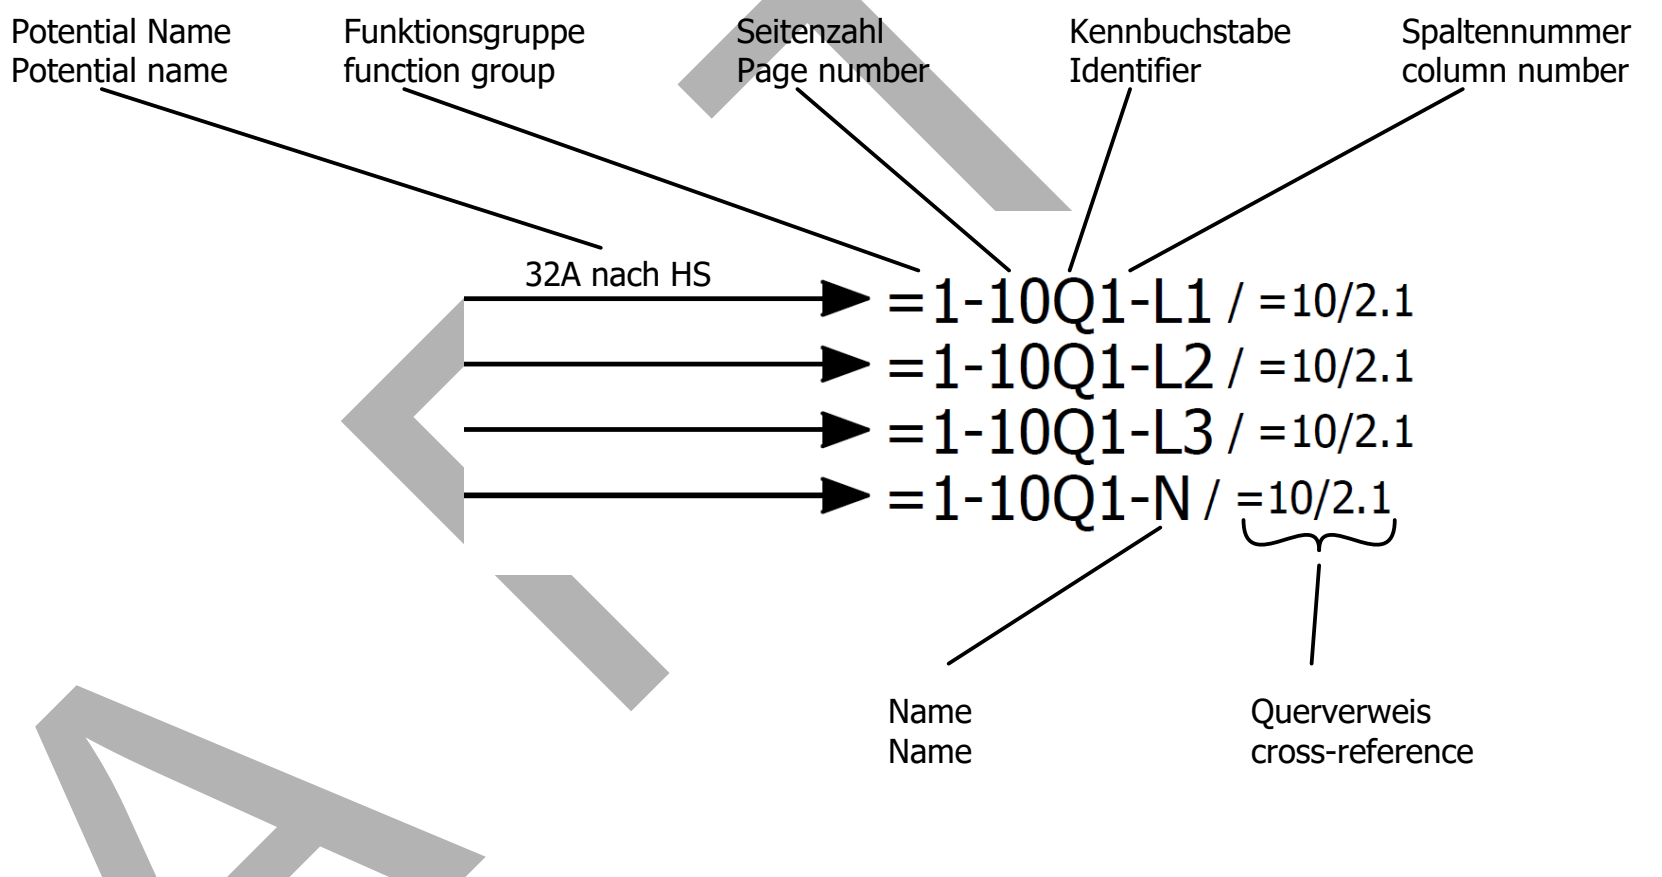 Potential Name
Potential name
Funktionsgruppe
function group
Seitenzahl
Page number
Kennbuchstabe
Identifier
Spaltennummer
column number
32A nach HS
=1-10Q1-L1 / =10/2.1
=1-10Q1-L2 / =10/2.1
=1-10Q1-L3 / =10/2.1
=1-10Q1-N / =10/2.1
Name
Name
Querverweis
cross-reference